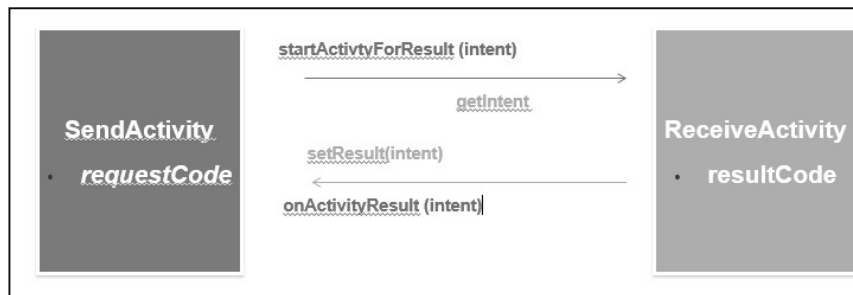 startActivtyForResult (intent)
getIntent
SendActivity
• requestCode
setResult(intent)
onActivityResult (intent)
ReceiveActivity
• resultCode